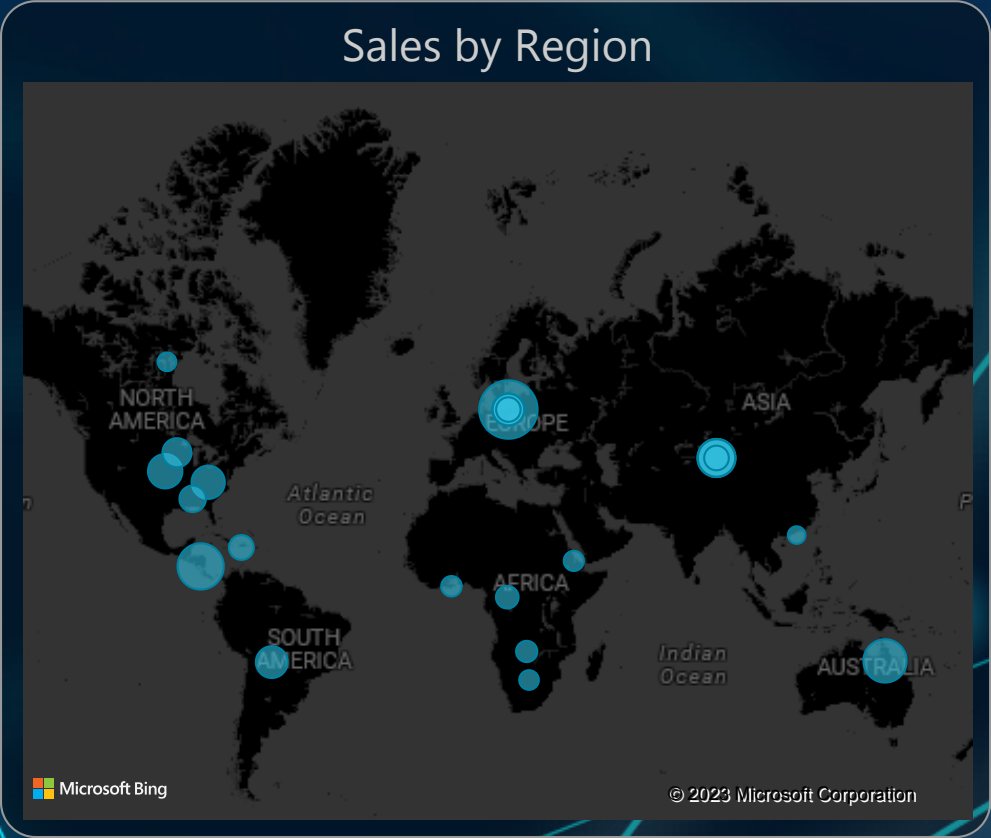 Sales by Region
NORTH
AMERICA
ASIA
EUROPE
Atlantic
Ocean
AFRICA
SOUTH
AMERICA
Indian
Ocean
AUSTRALIA
Microsoft Bing
© 2023 Microsoft Corporation